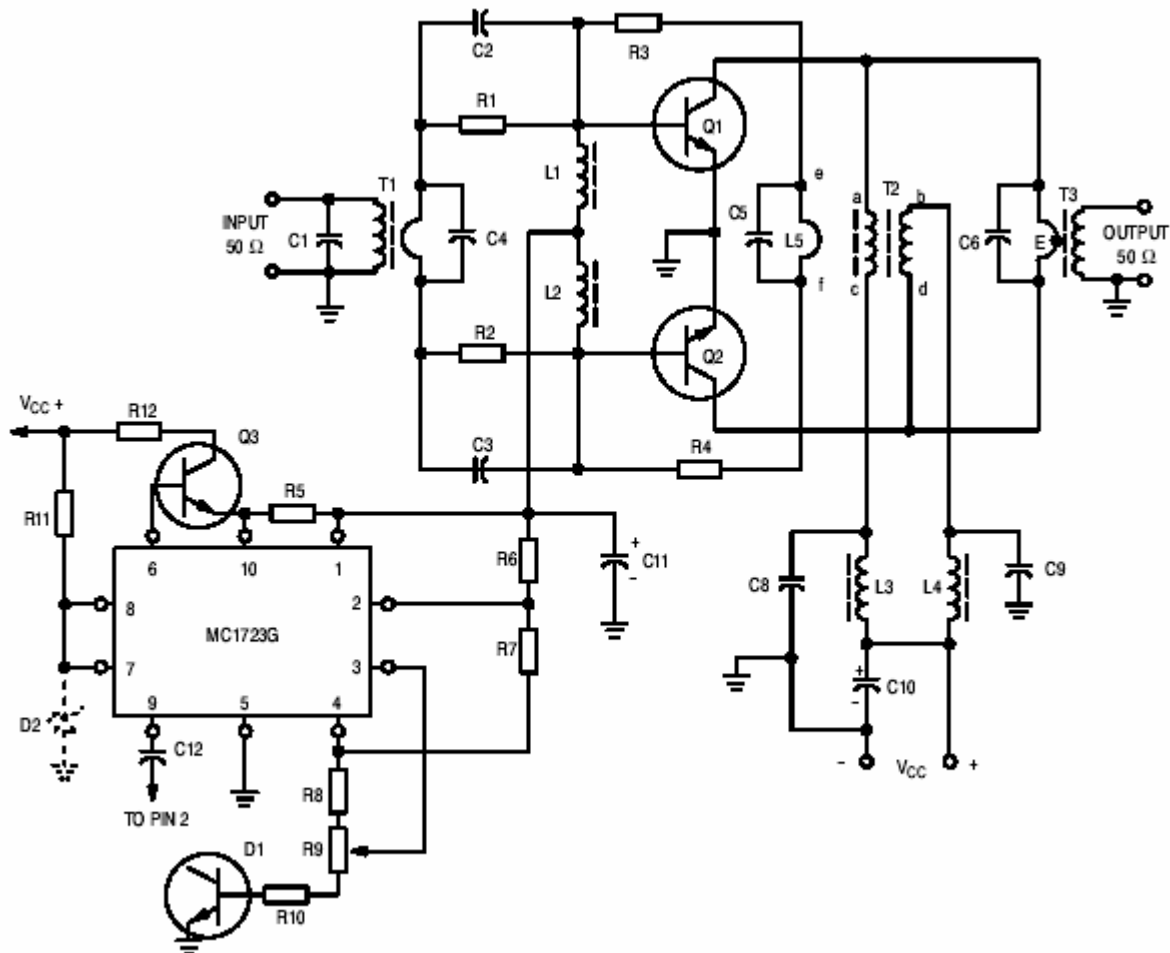 C2
R3
R1
Q1
L1
T1
e
INPUT
50 Ω
C1
C4
C5
L5
a
T2
b
C6
E
T3
OUTPUT
50 Ω
L2
f
c
d
R2
Q2
VCC +
R12
Q3
C3
R4
R5
R11
6
10
1
R6
+
C11
–
C8
L3
L4
C9
8
2
MC1723G
R7
7
3
+
C10
–
D2
9
5
4
C12
– VCC +
R8
TO PIN 2
D1
R9
R10